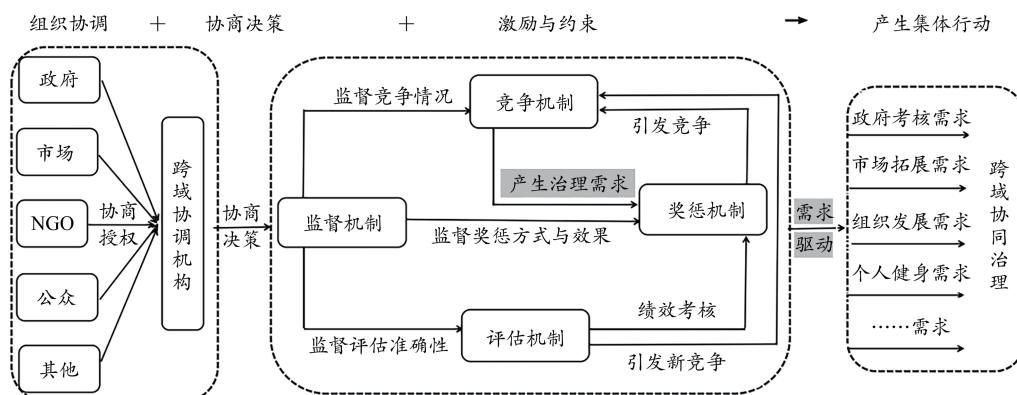 组织协调 + 协商决策 + 激励与约束 产生集体行动
政府
市场
NGO
公众
其他
协商
授权
跨域协调机构
协商
决策
监督机制
监督竞争情况
竞争机制
引发竞争
产生治理需求
奖惩机制
监督奖惩方式与效果
监督评估准确性
评估机制
绩效考核
引发新竞争
需求
驱动
政府考核需求
市场拓展需求
组织发展需求
个人健身需求
……需求
跨域协同治理